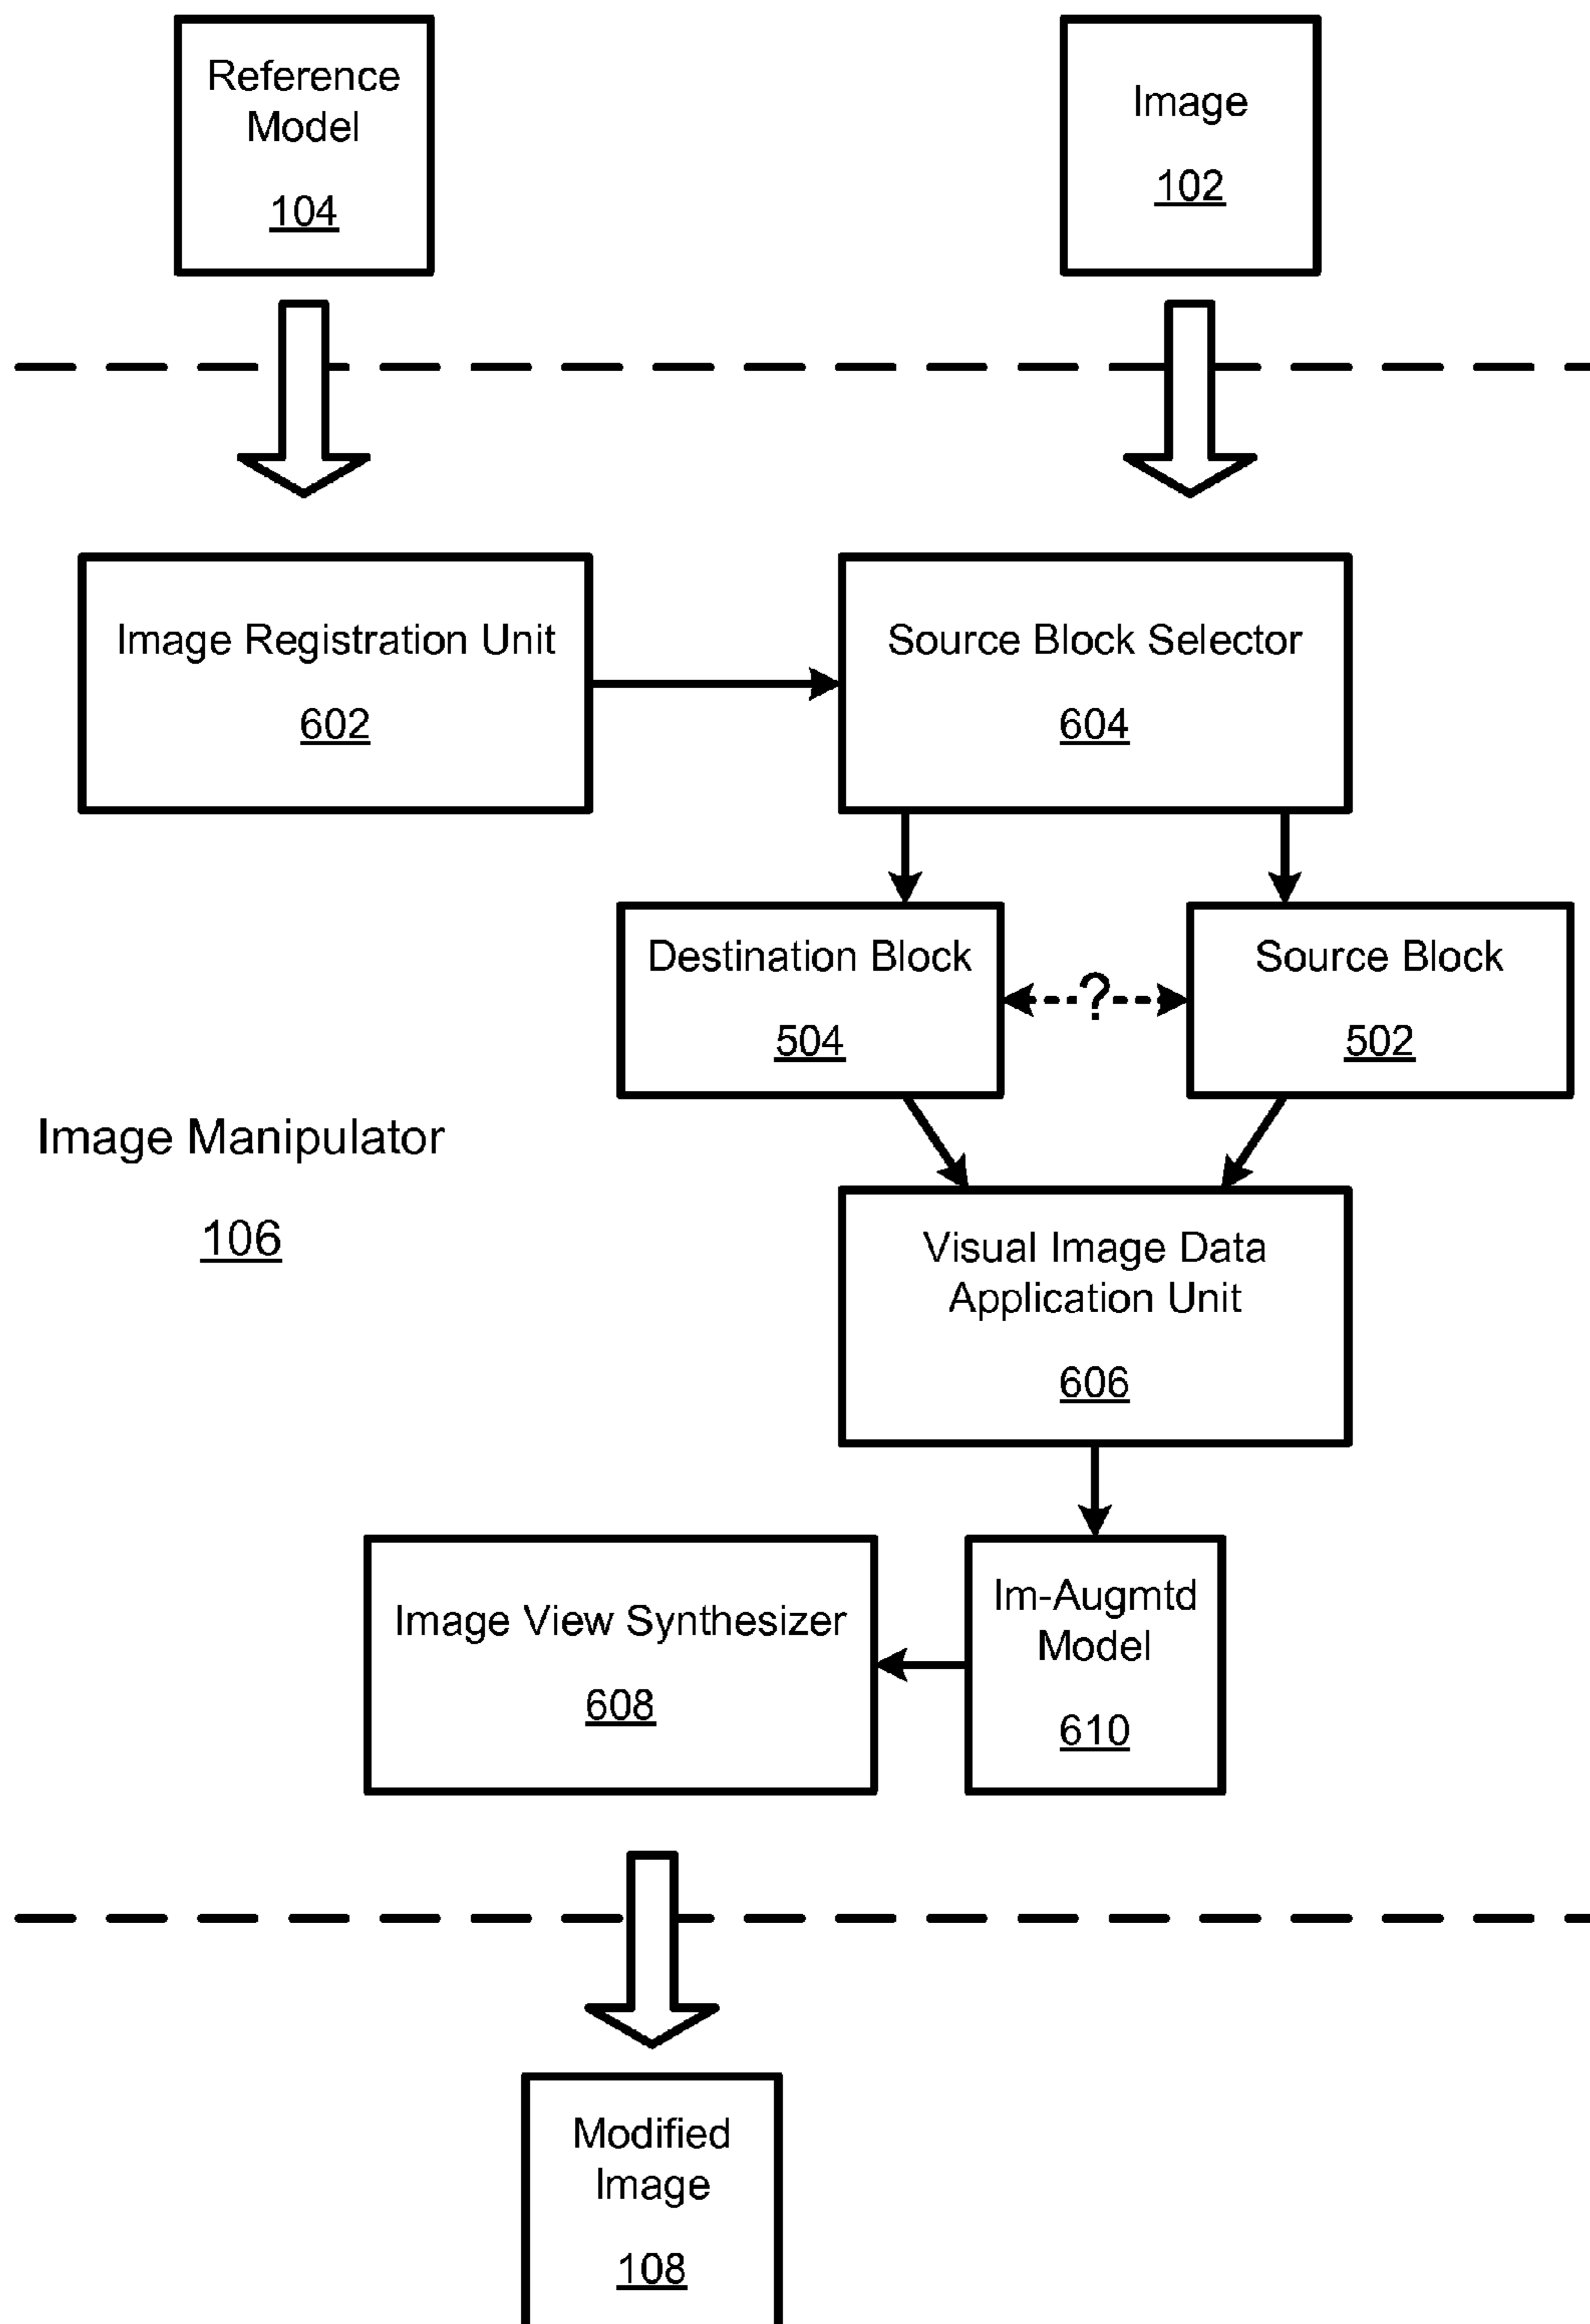 Reference
Model
104
Image
102
Image Registration Unit
602
Source Block Selector
604
Destination Block
504
?
Source Block
502
Image Manipulator
106
Visual Image Data
Application Unit
606
Image View Synthesizer
608
Im-Augmtd
Model
610
Modified
Image
108